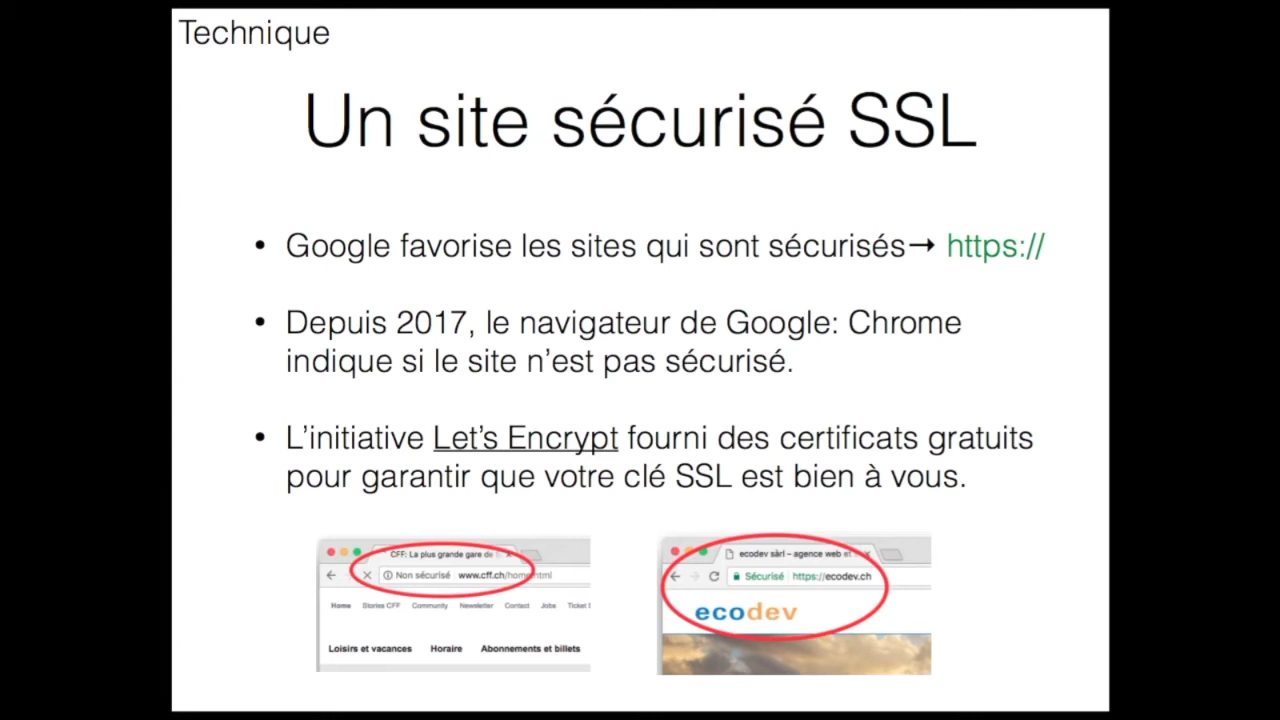 Technique
Un site sécurisé SSL
• Google favorise les sites qui sont sécurisés→ https://
• Depuis 2017, le navigateur de Google: Chrome
indique si le site n’est pas sécurisé.
• L’initiative Let’s Encrypt fourni des certificats gratuits
pour garantir que votre clé SSL est bien à vous.
CFF: La plus grande gare de
Non sécurisé www.cff.ch/home.html
Home Stories CFF Community Newsletter Contact Jobs Ticket
Loisirs et vacances Horaire Abonnements et billets
ecodev sàrl – agence web et
Sécurisé https://ecodev.ch
ecodev